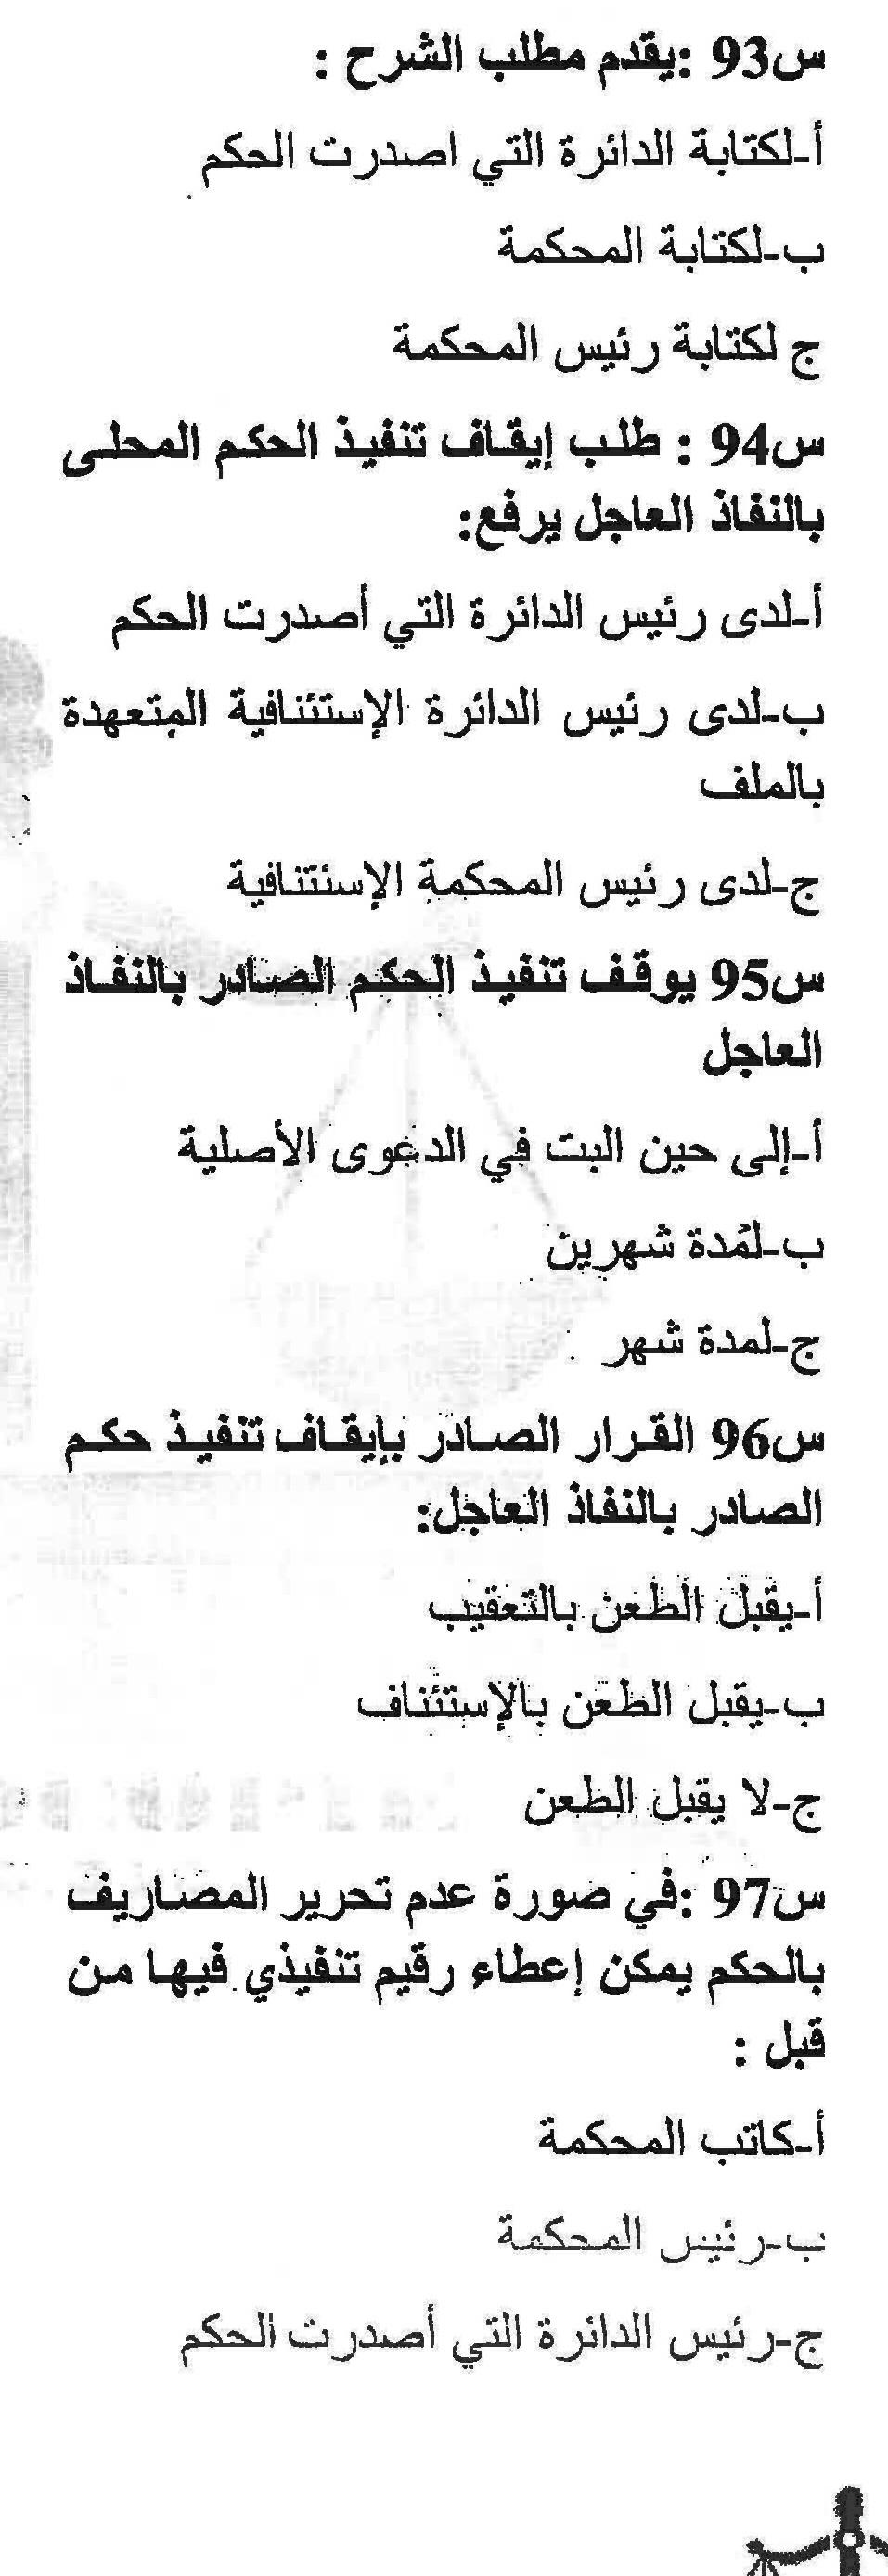 س93 :يقدم مطلب الشرح :
أ-لكتابة الدائرة التي اصدرت الحكم
ب-لكتابة المحكمة
ج لكتابة رئيس المحكمة
س94 : طلب إيقاف تنفيذ الحكم المحلى
بالنفاذ العاجل يرفع:
أ-لدى رئيس الدائرة التي أصدرت الحكم
ب-لدى رئيس الدائرة الإستئنافية المتعهدة
بالملف
ج-لدى رئيس المحكمة الإسئتنافية
س95 يوقف تنفيذ الحكم الصادر بالنفاذ
العاجل
أ-إلى حين البت في الدعوى الأصلية
ب-لمدة شهرين
ج-لمدة شهر
س96 القرار الصادر بإيقاف تنفيذ حكم
الصادر بالنفاذ العاجل:
أ-يقبل الطعن بالتعقيب
ب-يقبل الطعن بالإستئناف
ج-لا يقبل الطعن
س97 :في صورة عدم تحرير المصاريف
بالحكم يمكن إعطاء رقيم تنفيذي فيها من
قبل :
أ-كاتب المحكمة
ب-رئيس المحكمة
ج-رئيس الدائرة التي أصدرت الحكم